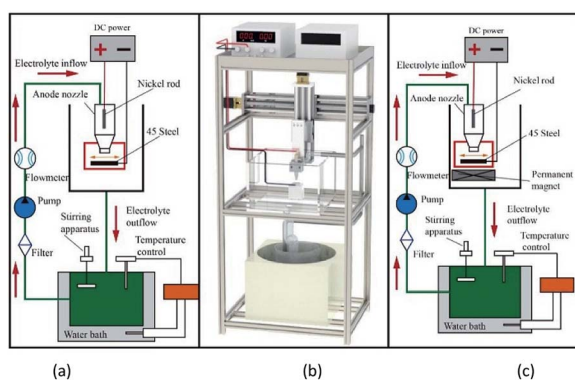 DC power
+ −
Electrolyte inflow
Nickel rod
Anode nozzle
45 Steel
Flowmeter
Pump
Stirring
apparatus
Filter
Electrolyte
outflow
Temperature
control
Water bath
(a)
000 000
(b)
DC power
+ −
Electrolyte inflow
Nickel rod
Anode nozzle
45 Steel
Flowmeter
Permanent
magnet
Pump
Stirring
apparatus
Filter
Electrolyte
outflow
Temperature
control
Water bath
(c)